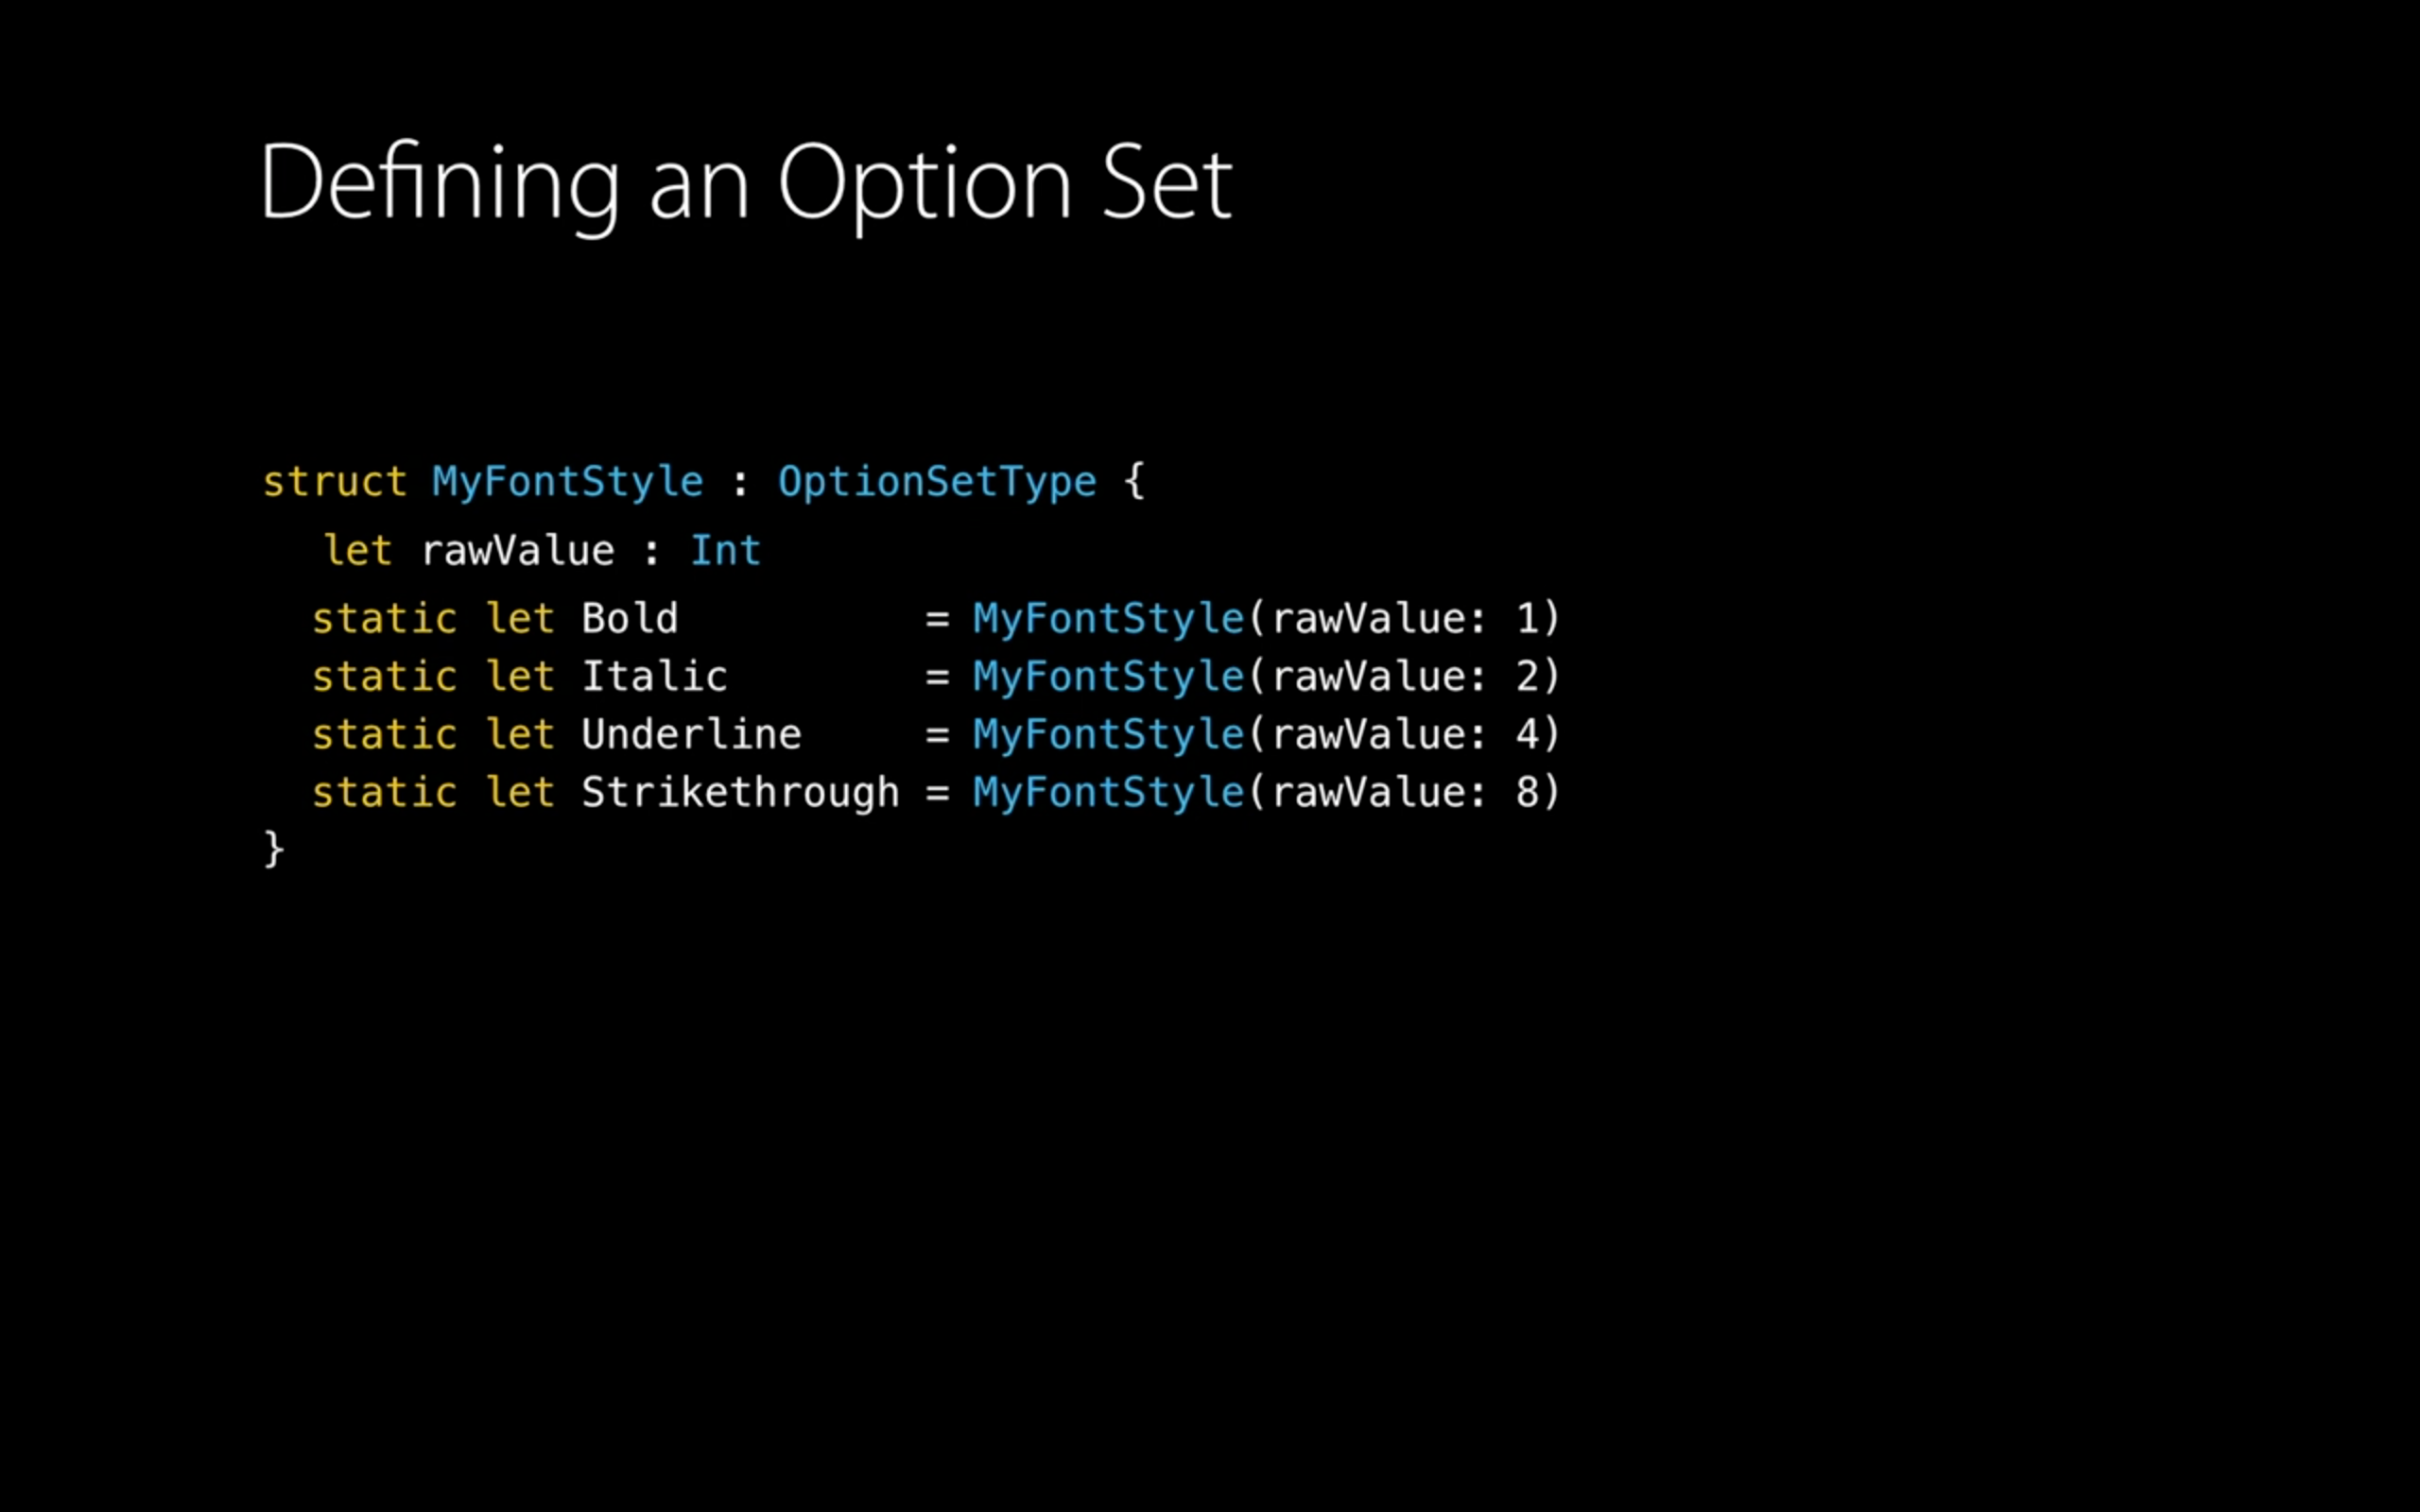 Defining an Option Set
struct MyFontStyle : OptionSetType {
let rawValue : Int
static let Bold = MyFontStyle(rawValue: 1)
static let Italic = MyFontStyle(rawValue: 2)
static let Underline = MyFontStyle(rawValue: 4)
static let Strikethrough = MyFontStyle(rawValue: 8)
}